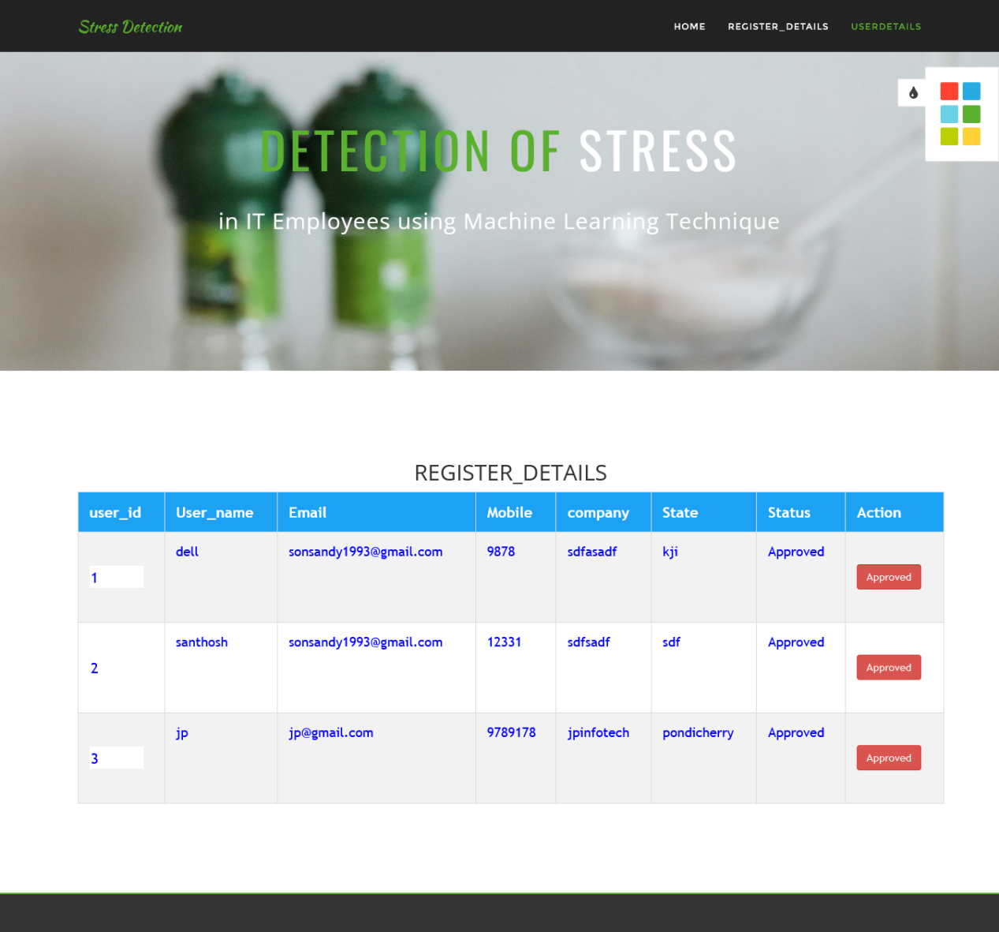 Stress Detection HOME REGISTER_DETAILS USERDETAILS
DETECTION OF STRESS
in IT Employees using Machine Learning Technique
REGISTER_DETAILS
user_id User_name Email Mobile company State Status Action
1 dell sonsandy1993@gmail.com 9878 sdfasadf kji Approved Approved
2 santhosh sonsandy1993@gmail.com 12331 sdfsadf sdf Approved Approved
3 jp jp@gmail.com 9789178 jpinfotech pondicherry Approved Approved